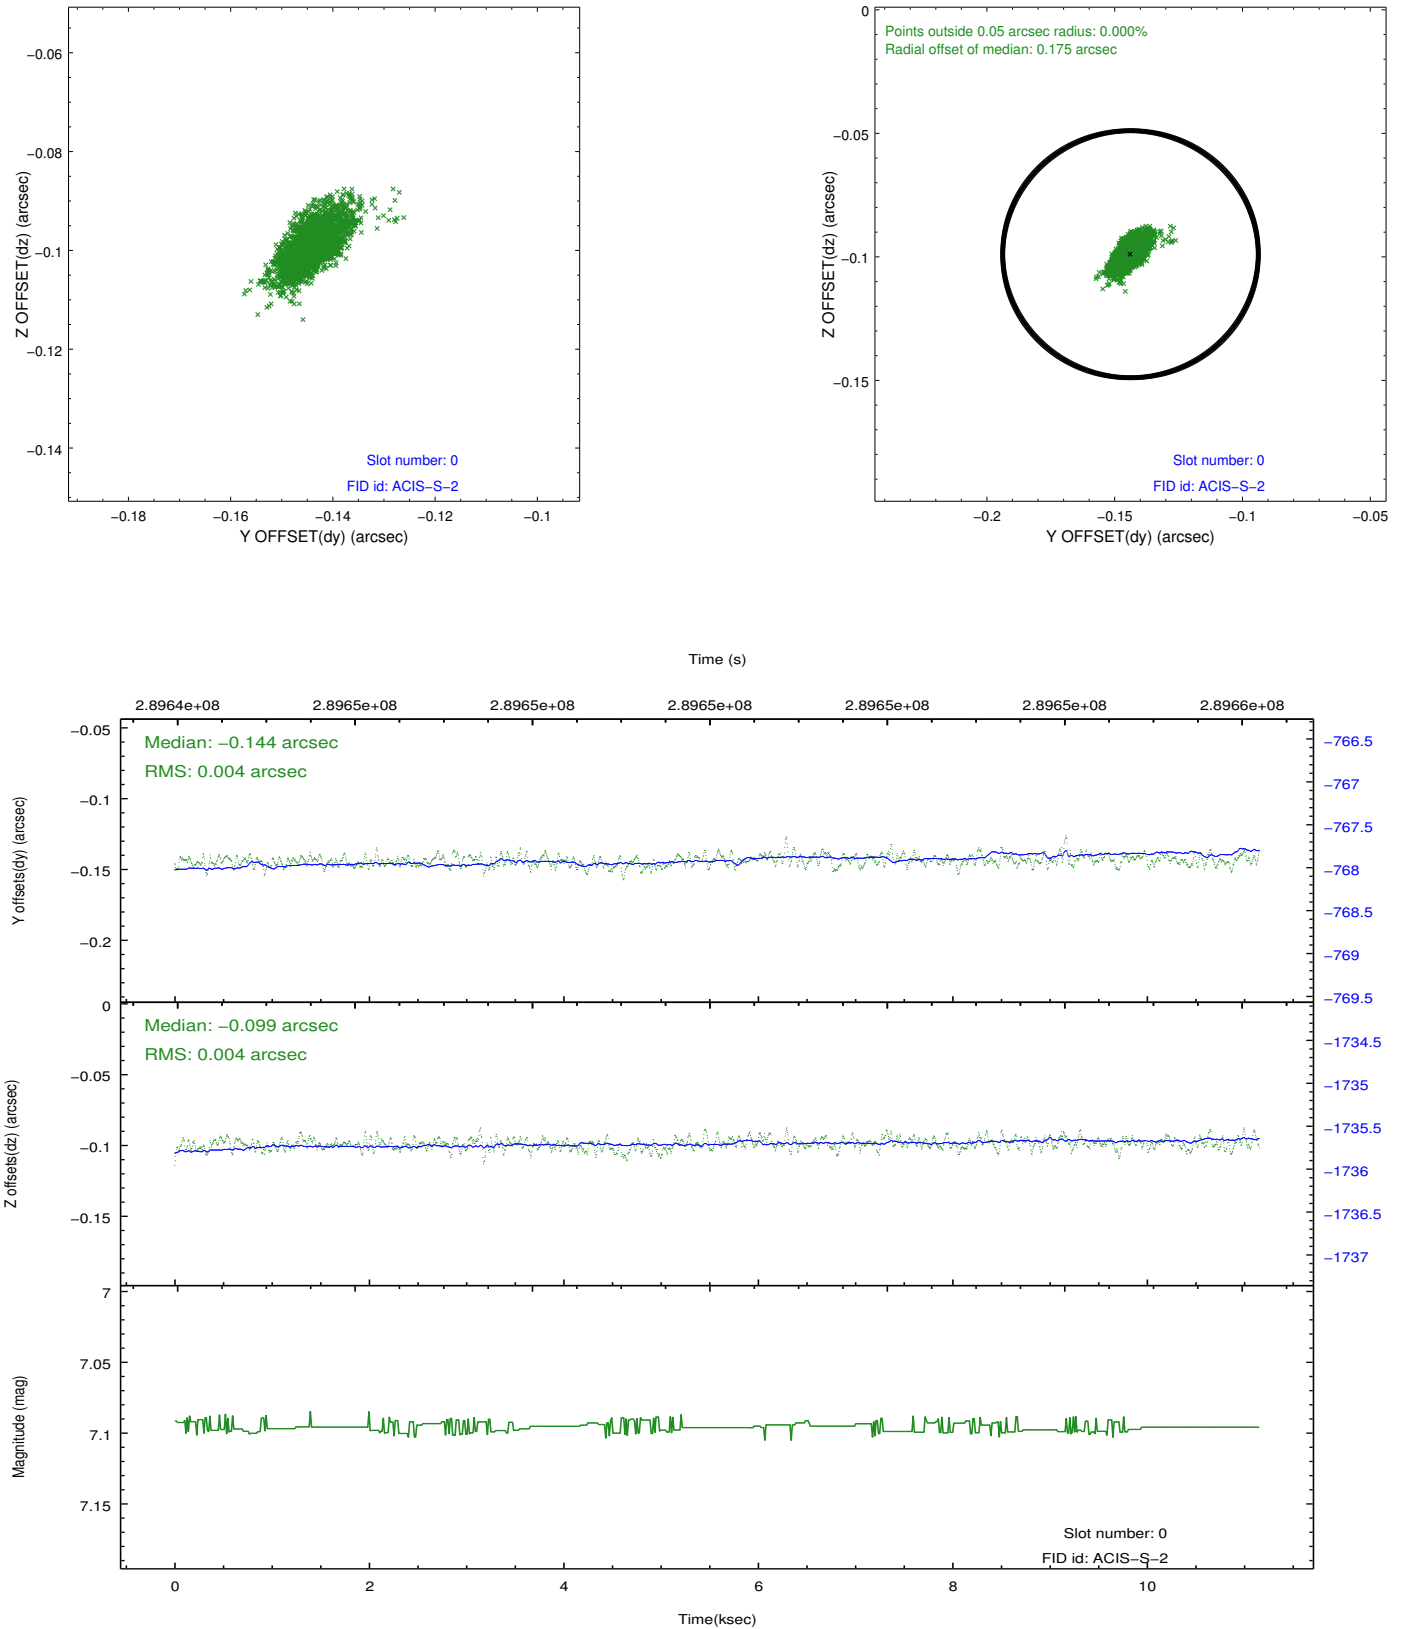 −0.06
−0.08
−0.1
−0.12
−0.14
Z OFFSET(dz) (arcsec)
Slot number: 0
FID id: ACIS−S−2
−0.18
−0.16
−0.14
−0.12
−0.1
Y OFFSET(dy) (arcsec)
0
−0.05
−0.1
−0.15
Z OFFSET(dz) (arcsec)
Points outside 0.05 arcsec radius: 0.000%
Radial offset of median: 0.175 arcsec
Slot number: 0
FID id: ACIS−S−2
−0.2
−0.15
−0.1
−0.05
Y OFFSET(dy) (arcsec)
Time (s)
2.8964e+08
2.8965e+08
2.8965e+08
2.8965e+08
2.8965e+08
2.8965e+08
2.8966e+08
−0.05
−0.1
−0.15
−0.2
Y offsets(dy) (arcsec)
Median: −0.144 arcsec
RMS: 0.004 arcsec
−766.5
−767
−767.5
−768
−768.5
−769
−769.5
0
−0.05
−0.1
−0.15
Z offsets(dz) (arcsec)
Median: −0.099 arcsec
RMS: 0.004 arcsec
−1734.5
−1735
−1735.5
−1736
−1736.5
−1737
7
7.05
7.1
7.15
Magnitude (mag)
Slot number: 0
FID id: ACIS−S−2
0
2
4
6
8
10
Time(ksec)